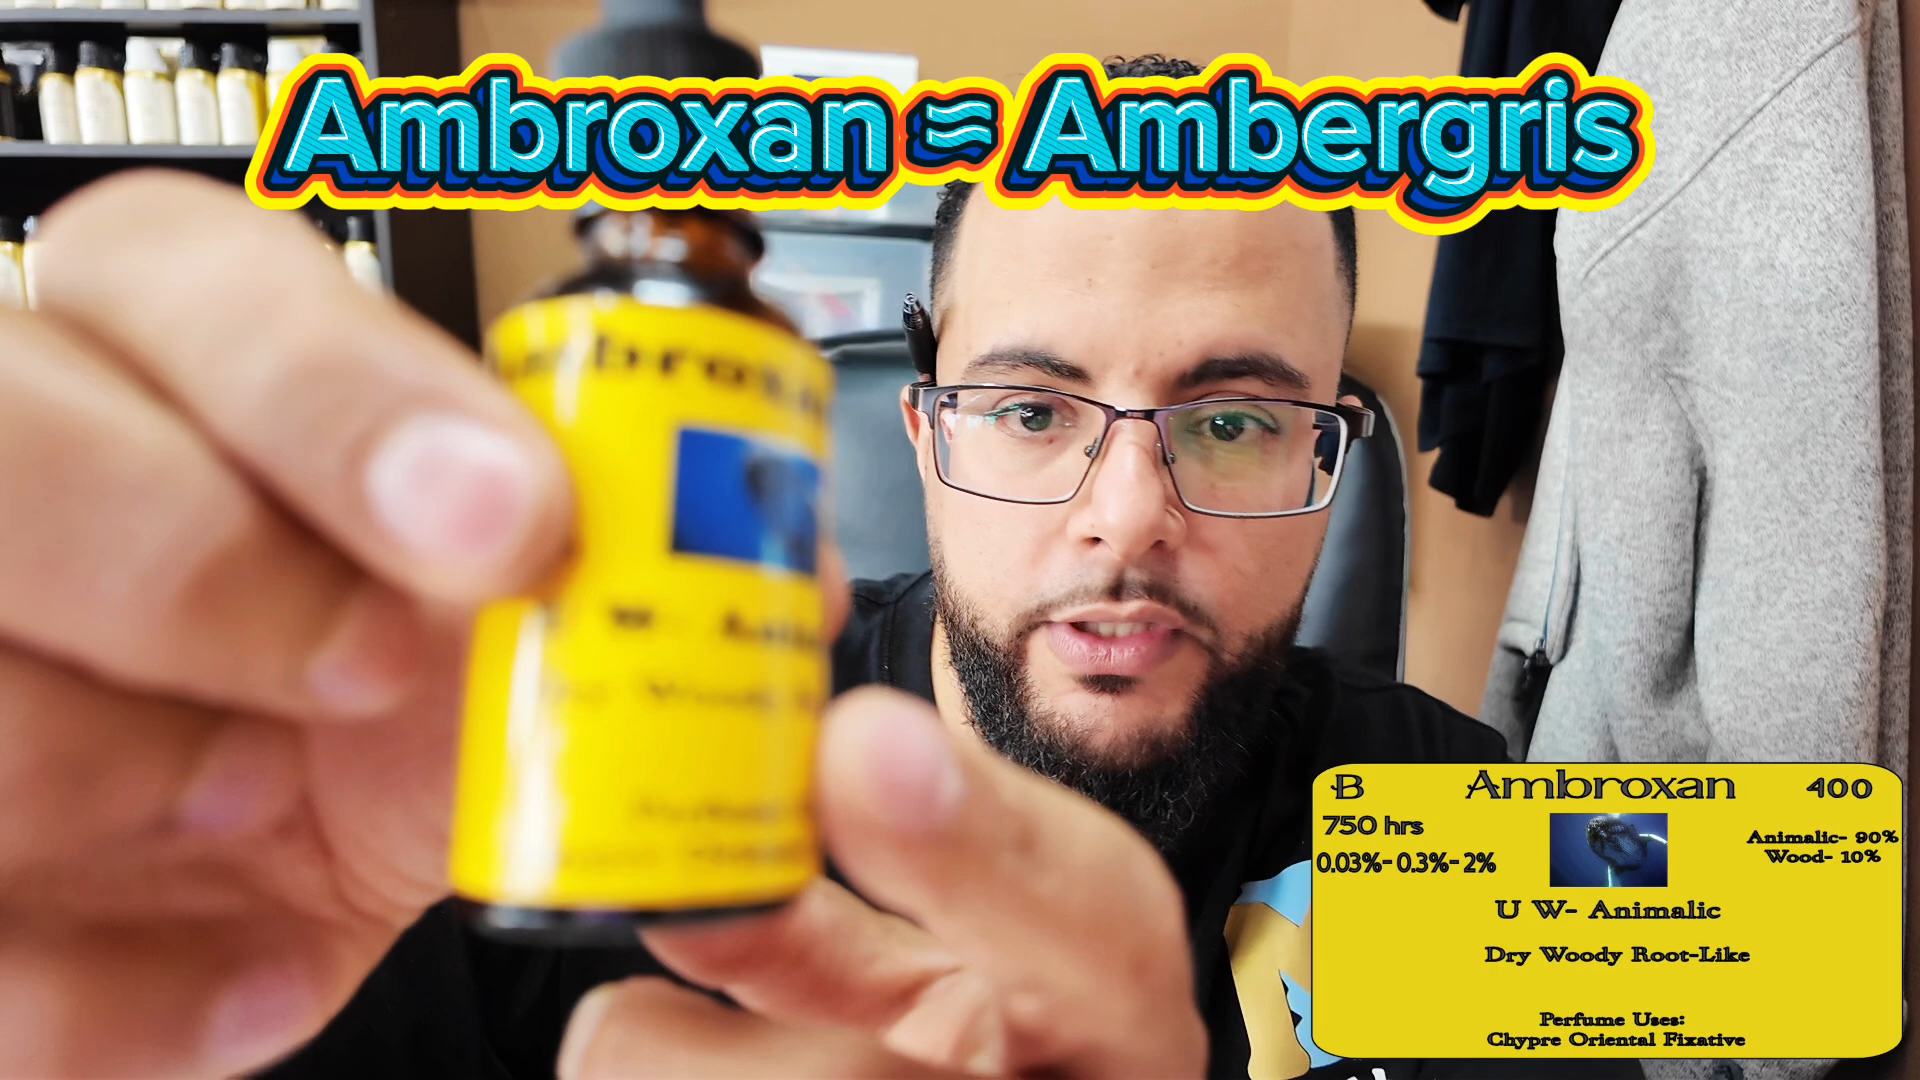 Ambroxan ≈ Ambergris
B Ambroxan 400
750 hrs
Animalic- 90%
0.03%- 0.3%- 2%
Wood- 10%
U W- Animalic
Dry Woody Root-Like
Perfume Uses:
Chypre Oriental Fixative